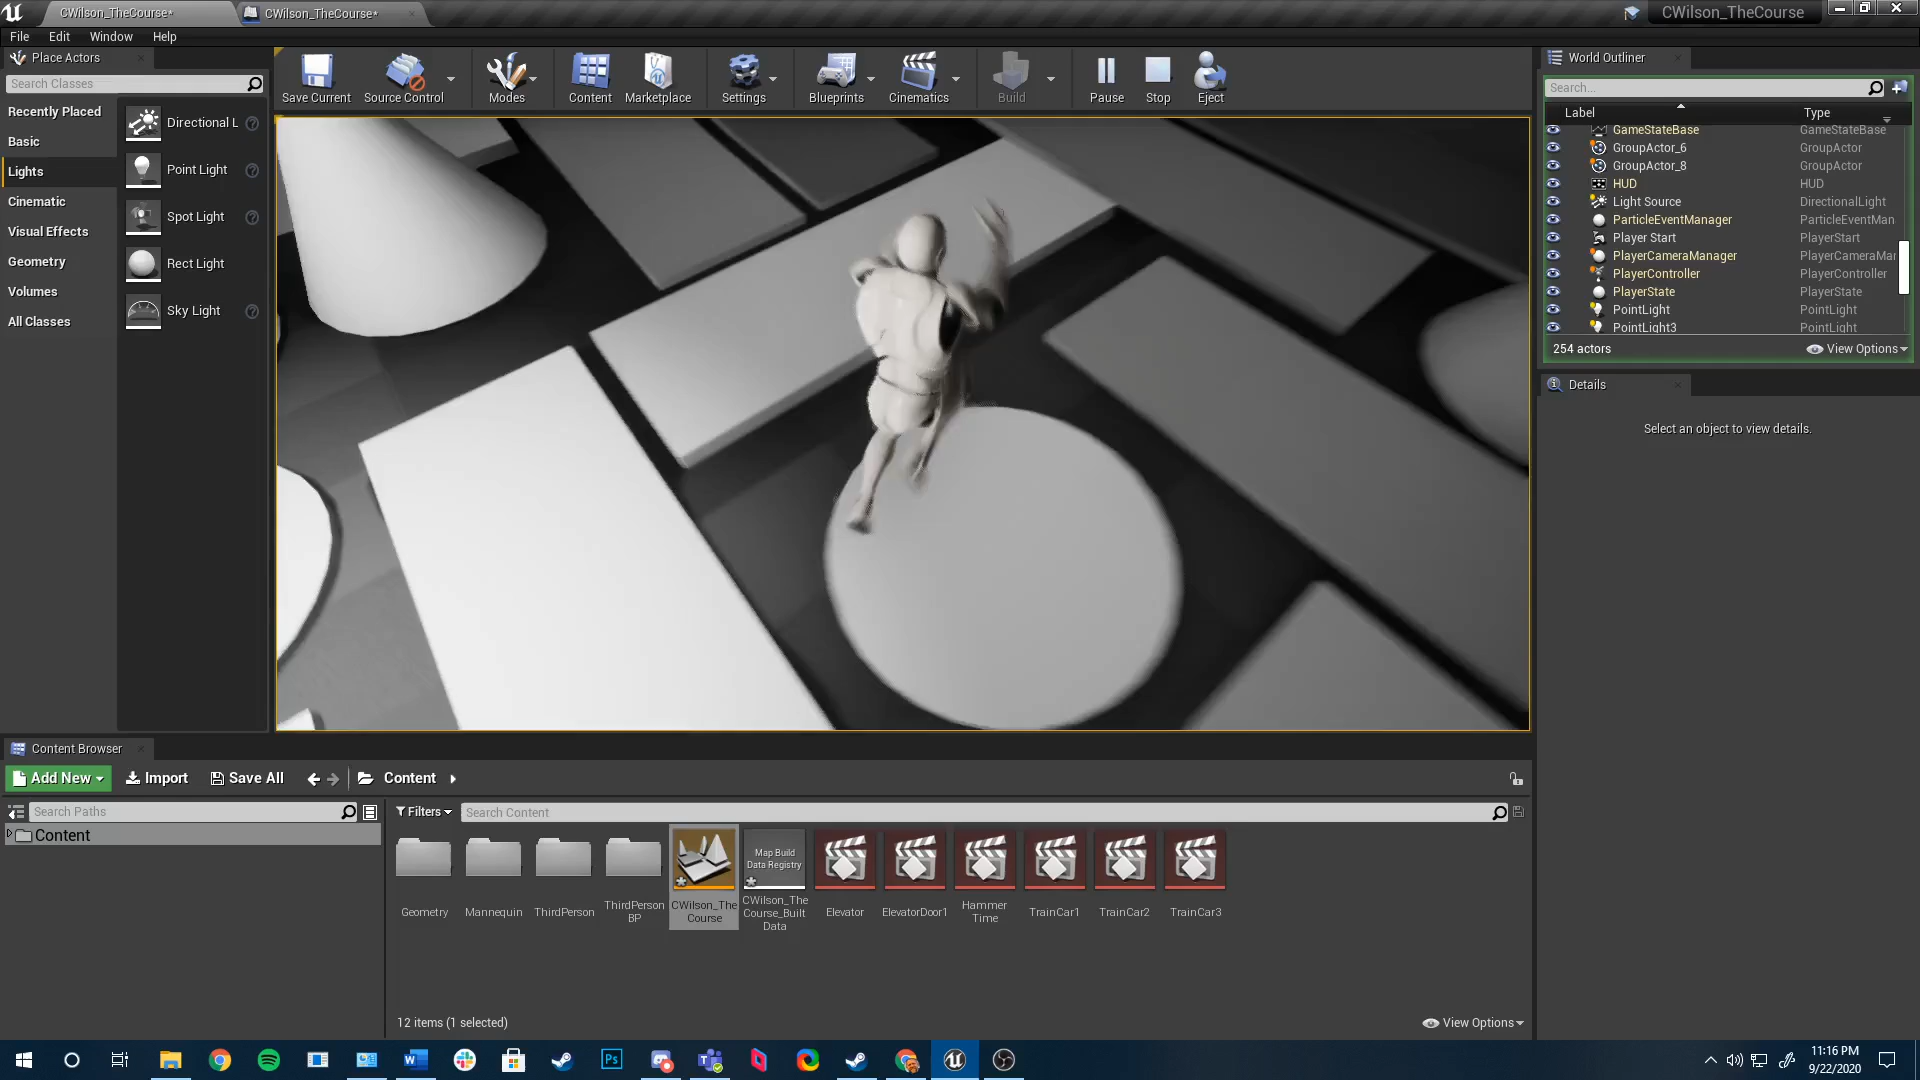 CWilson_TheCourse*
CWilson_TheCourse*
CWilson_TheCourse
File Edit Window Help
Place Actors
Search Classes
Recently Placed
Basic
Lights
Cinematic
Visual Effects
Geometry
Volumes
All Classes
Directional L
Point Light
Spot Light
Rect Light
Sky Light
Save Current
Source Control
Modes
Content
Marketplace
Settings
Blueprints
Cinematics
Build
Pause
Stop
Eject
World Outliner
Search...
Label Type
GameStateBase GameStateBase
GroupActor_6 GroupActor
GroupActor_8 GroupActor
HUD HUD
Light Source DirectionalLight
ParticleEventManager ParticleEventMan
Player Start PlayerStart
PlayerCameraManager PlayerCameraMar
PlayerController PlayerController
PlayerState PlayerState
PointLight PointLight
PointLight3 PointLight
254 actors
View Options
Details
Select an object to view details.
Content Browser
Add New
Import
Save All
Content
Search Paths
Content
Filters
Search Content
Geometry
Mannequin
ThirdPerson
ThirdPerson
BP
CWilson_The
Course
Map Build
Data Registry
CWilson_The
Course_Built
Data
Elevator
ElevatorDoor1
Hammer
Time
TrainCar1
TrainCar2
TrainCar3
12 items (1 selected)
View Options
Ps
11:16 PM
9/22/2020